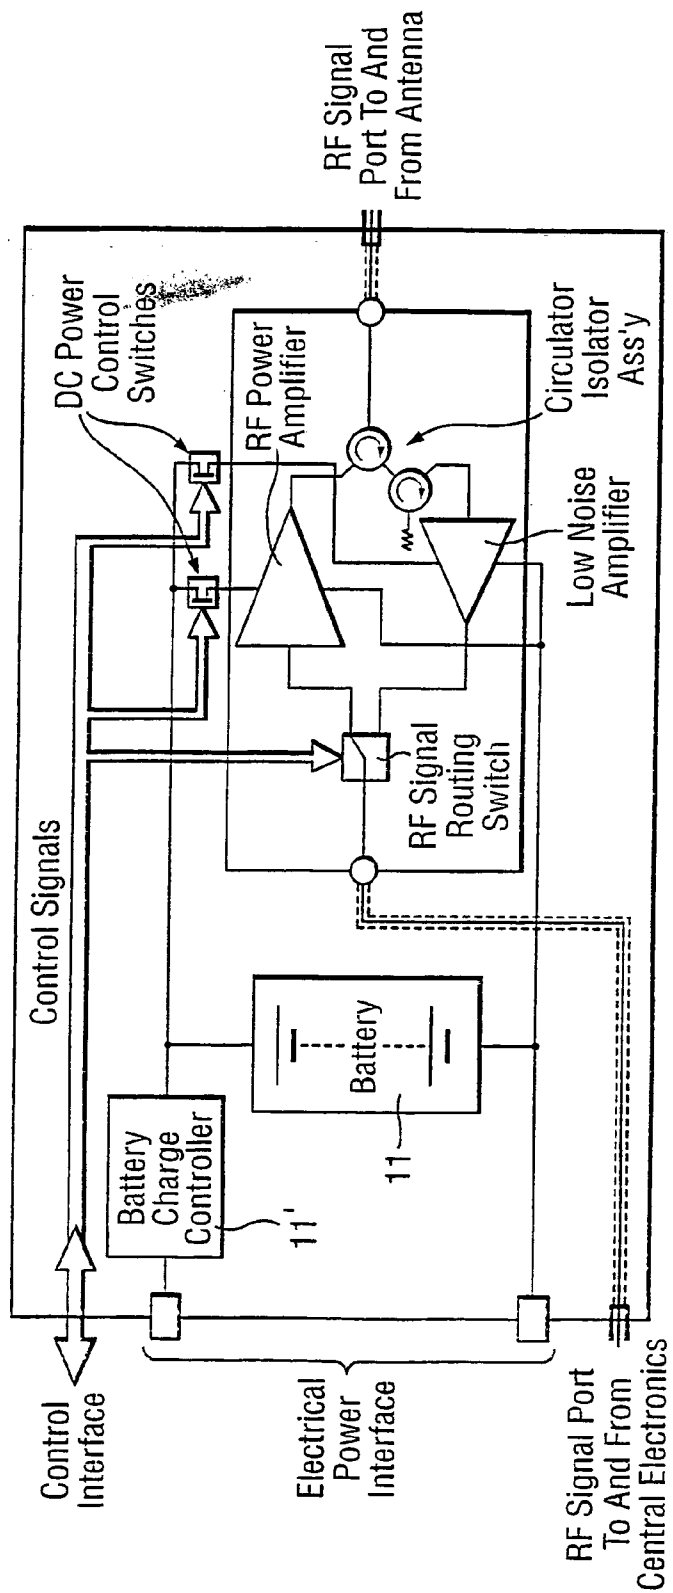 Control
Interface
Control Signals
DC Power
Control
Switches
Battery
Charge
Controller
11'
Battery
11
Electrical
Power
Interface
RF Power
Amplifier
RF Signal
Routing
Switch
Low Noise
Amplifier
Circulator
Isolator
Ass'y
RF Signal
Port To And
From Antenna
RF Signal Port
To And From
Central Electronics